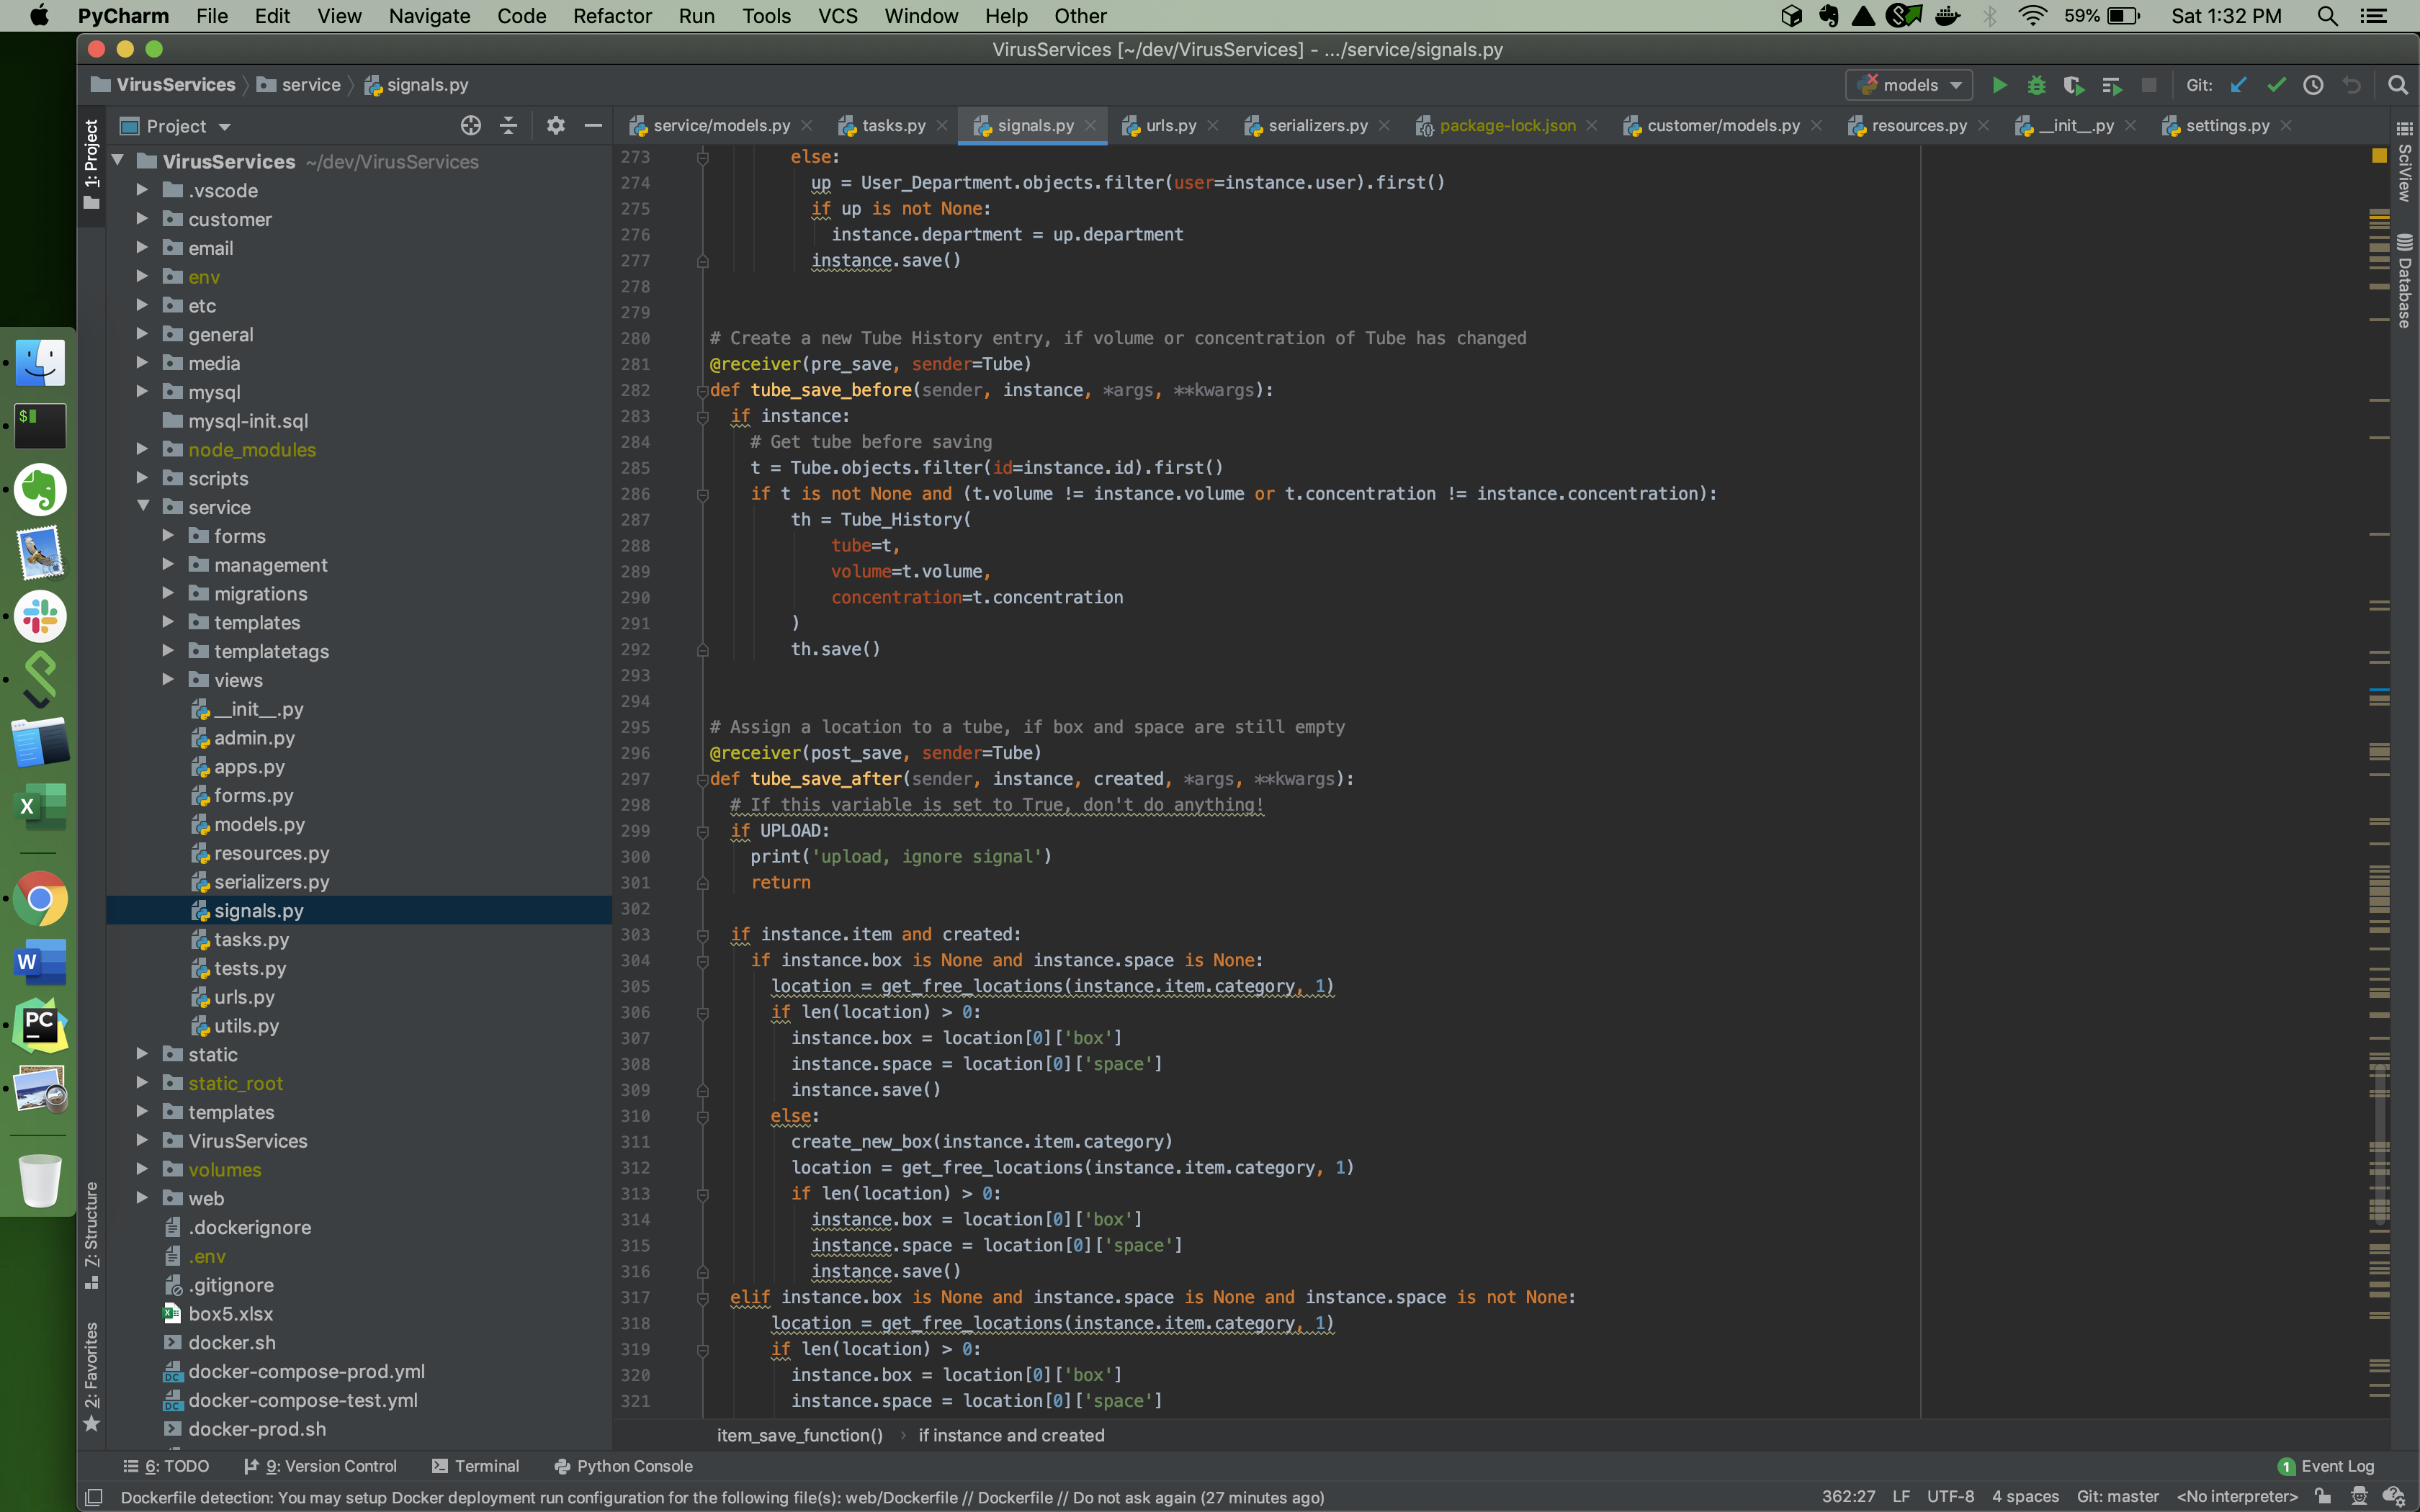 PyCharm File Edit View Navigate Code Refactor Run Tools VCS Window Help Other 59% Sat 1:32 PM
VirusServices [~/dev/VirusServices] - .../service/signals.py
VirusServices service signals.py models Git:
Project service/models.py tasks.py signals.py urls.py serializers.py package-lock.json customer/models.py resources.py __init__.py settings.py
1: Project
Z: Structure
2: Favorites
SciView
Database
VirusServices ~/dev/VirusServices
.vscode
customer
email
env
etc
general
media
mysql
mysql-init.sql
node_modules
scripts
service
forms
management
migrations
templates
templatetags
views
__init__.py
admin.py
apps.py
forms.py
models.py
resources.py
serializers.py
signals.py
tasks.py
tests.py
urls.py
utils.py
static
static_root
templates
VirusServices
volumes
web
.dockerignore
.env
.gitignore
box5.xlsx
docker.sh
docker-compose-prod.yml
docker-compose-test.yml
docker-prod.sh
273 else:
274 up = User_Department.objects.filter(user=instance.user).first()
275 if up is not None:
276 instance.department = up.department
277 instance.save()
278
279
280 # Create a new Tube History entry, if volume or concentration of Tube has changed
281 @receiver(pre_save, sender=Tube)
282 def tube_save_before(sender, instance, *args, **kwargs):
283 if instance:
284 # Get tube before saving
285 t = Tube.objects.filter(id=instance.id).first()
286 if t is not None and (t.volume != instance.volume or t.concentration != instance.concentration):
287 th = Tube_History(
288 tube=t,
289 volume=t.volume,
290 concentration=t.concentration
291 )
292 th.save()
293
294
295 # Assign a location to a tube, if box and space are still empty
296 @receiver(post_save, sender=Tube)
297 def tube_save_after(sender, instance, created, *args, **kwargs):
298 # If this variable is set to True, don't do anything!
299 if UPLOAD:
300 print('upload, ignore signal')
301 return
302
303 if instance.item and created:
304 if instance.box is None and instance.space is None:
305 location = get_free_locations(instance.item.category, 1)
306 if len(location) > 0:
307 instance.box = location[0]['box']
308 instance.space = location[0]['space']
309 instance.save()
310 else:
311 create_new_box(instance.item.category)
312 location = get_free_locations(instance.item.category, 1)
313 if len(location) > 0:
314 instance.box = location[0]['box']
315 instance.space = location[0]['space']
316 instance.save()
317 elif instance.box is None and instance.space is None and instance.space is not None:
318 location = get_free_locations(instance.item.category, 1)
319 if len(location) > 0:
320 instance.box = location[0]['box']
321 instance.space = location[0]['space']
item_save_function() if instance and created
6: TODO 9: Version Control Terminal Python Console 1 Event Log
Dockerfile detection: You may setup Docker deployment run configuration for the following file(s): web/Dockerfile // Dockerfile // Do not ask again (27 minutes ago) 362:27 LF UTF-8 4 spaces Git: master <No interpreter>